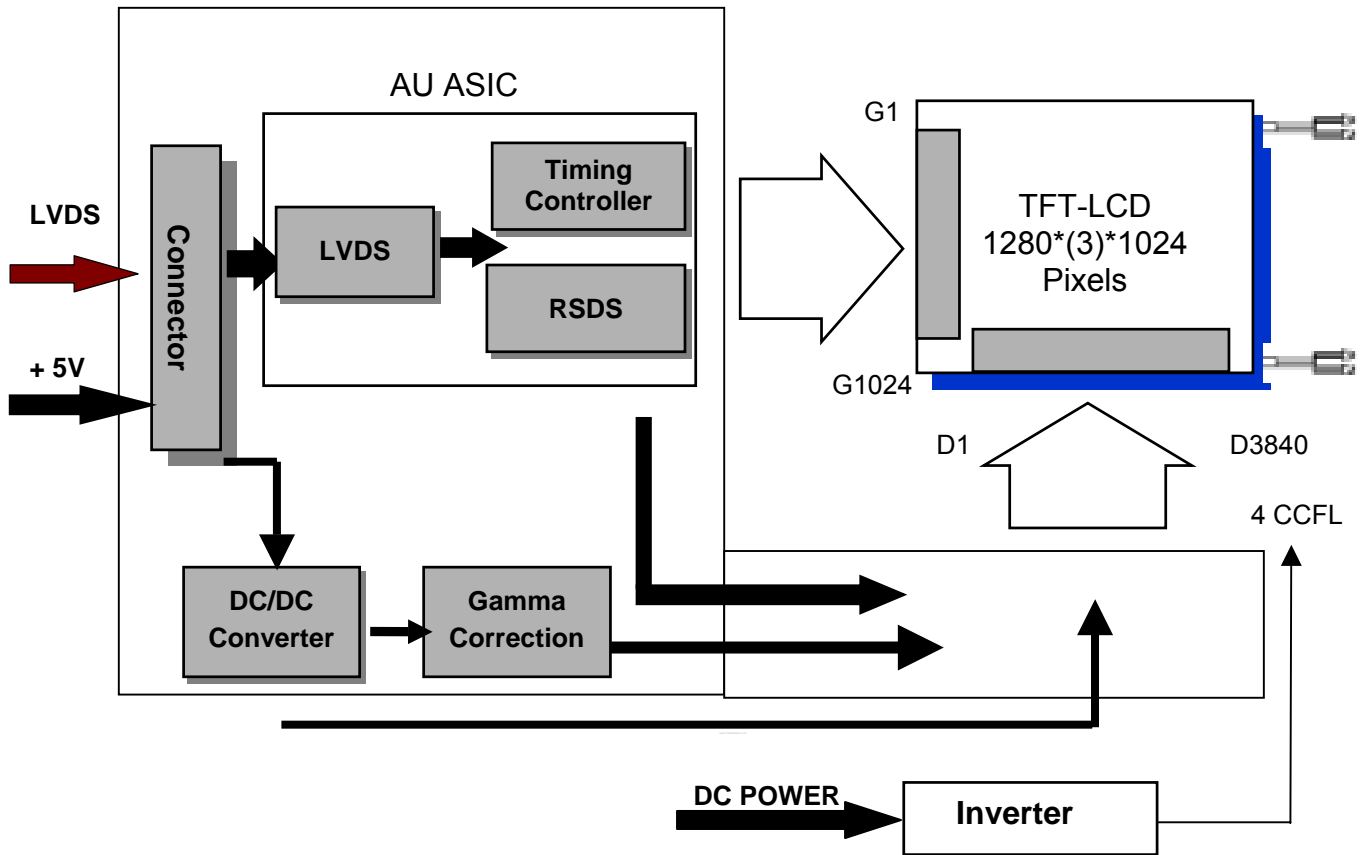 AU ASIC
G1
Timing
Controller
LVDS
Connector
LVDS
RSDS
TFT-LCD
1280*(3)*1024
Pixels
+ 5V
G1024
D1
D3840
4 CCFL
DC/DC
Converter
Gamma
Correction
DC POWER
Inverter